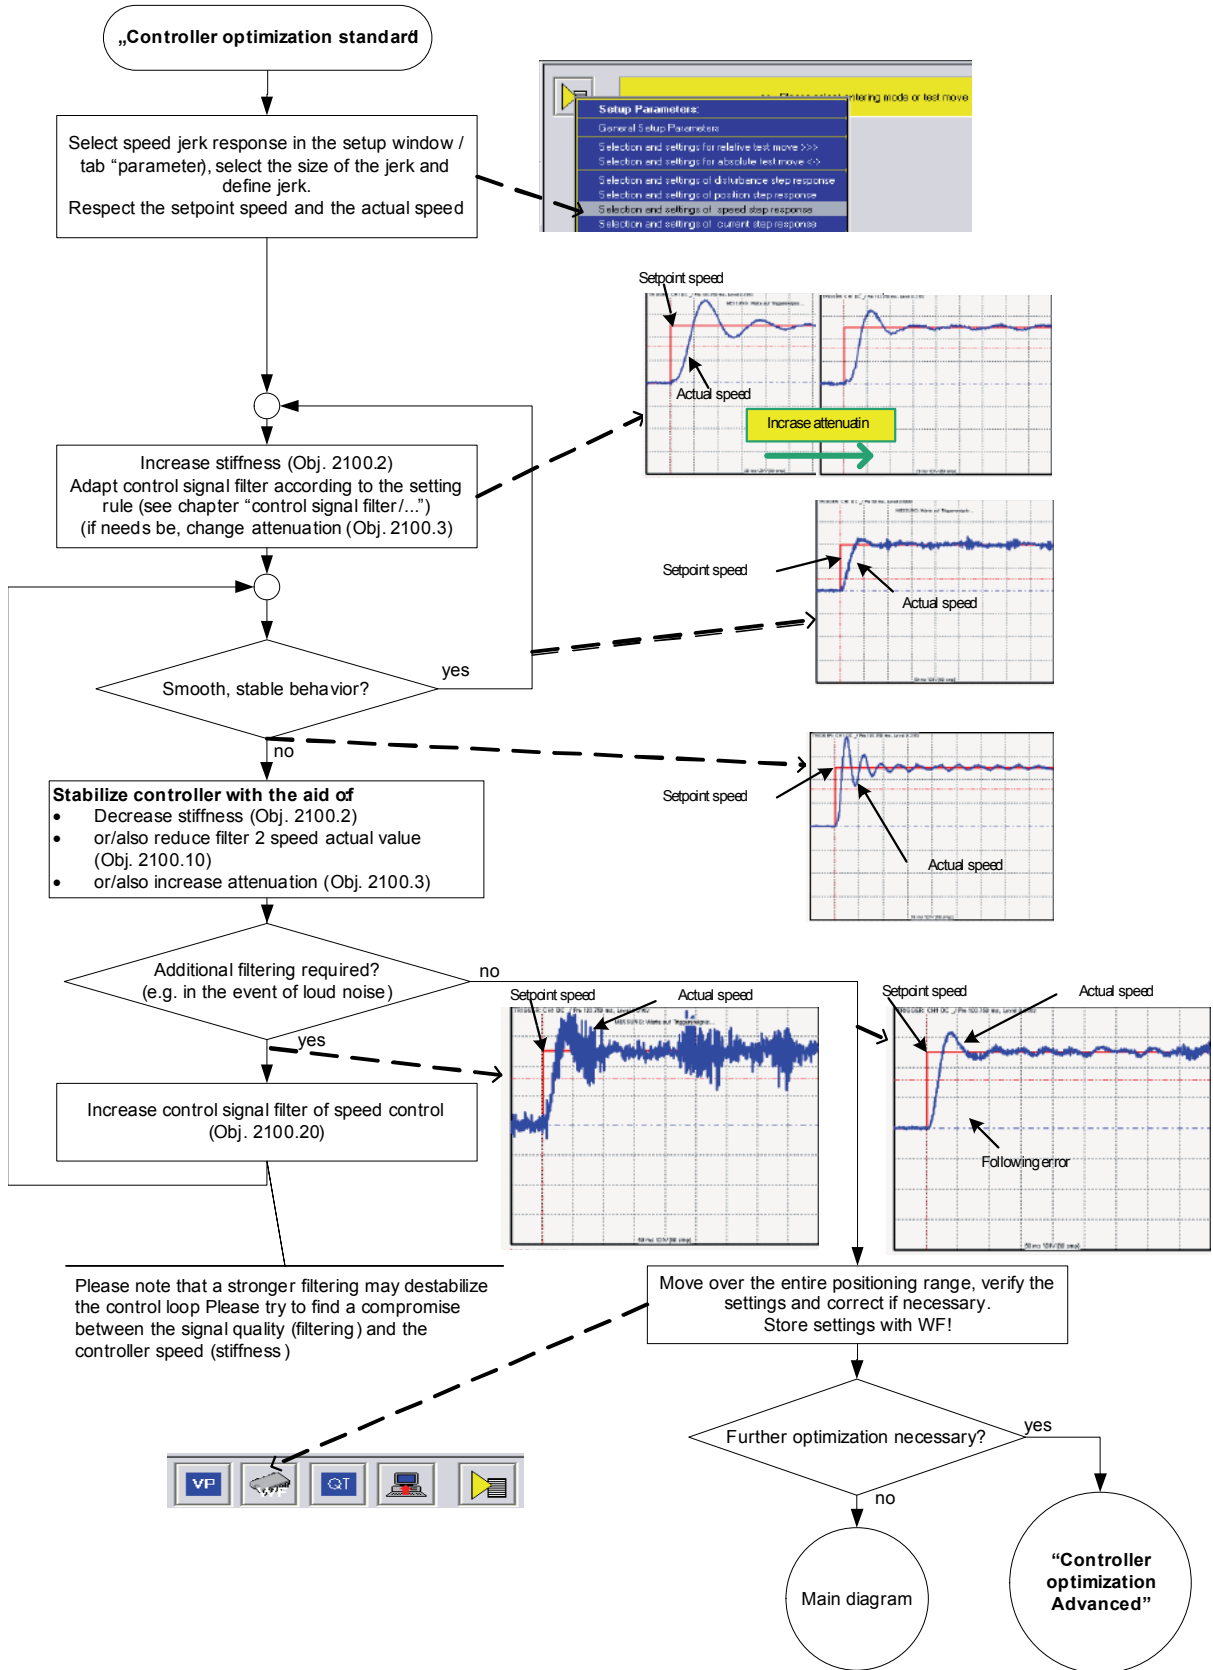 „Controller optimization standard“
Select speed jerk response in the setup window /
tab “parameter), select the size of the jerk and
define jerk.
Respect the setpoint speed and the actual speed
Please select entering mode or test move
Setup Parameters:
General Setup Parameters
Selection and settings for relative test move >>>
Selection and settings for absolute test move <->
Selection and settings of disturbance step response
Selection and settings of position step response
Selection and settings of speed step response
Selection and settings of current step response
Setpoint speed
Actual speed
Incrase attenuatin
Increase stiffness (Obj. 2100.2)
Adapt control signal filter according to the setting
rule (see chapter “control signal filter/...”)
(if needs be, change attenuation (Obj. 2100.3)
Setpoint speed
Actual speed
Smooth, stable behavior?
yes
no
Setpoint speed
Actual speed
Stabilize controller with the aid of:
• Decrease stiffness (Obj. 2100.2)
• or/also reduce filter 2 speed actual value
(Obj. 2100.10)
• or/also increase attenuation (Obj. 2100.3)
Additional filtering required?
(e.g. in the event of loud noise)
no
yes
Setpoint speed
Actual speed
Setpoint speed
Actual speed
Following error
Increase control signal filter of speed control
(Obj. 2100.20)
Please note that a stronger filtering may destabilize
the control loop Please try to find a compromise
between the signal quality (filtering) and the
controller speed (stiffness)
Move over the entire positioning range, verify the
settings and correct if necessary.
Store settings with WF!
Further optimization necessary?
yes
no
VP
WF
QT
Main diagram
“Controller
optimization
Advanced”